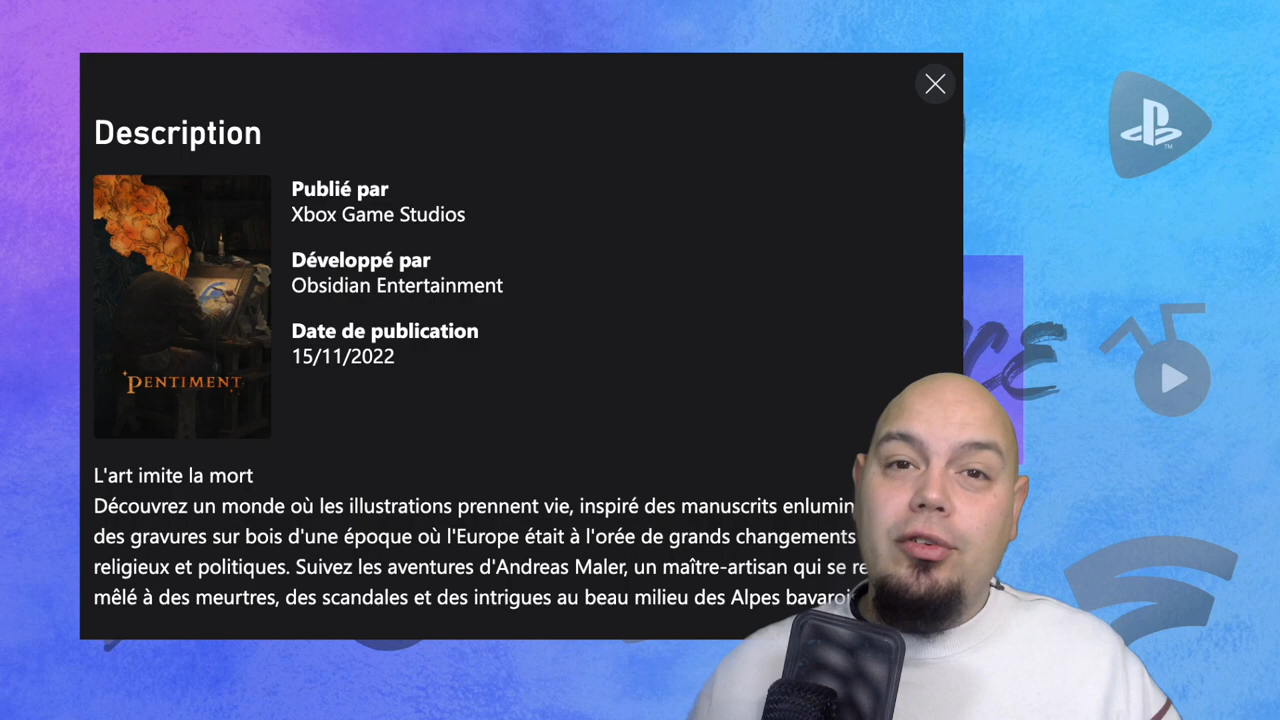 Description
Publié par
Xbox Game Studios
Développé par
Obsidian Entertainment
Date de publication
15/11/2022
PENTIMENT
L'art imite la mort
Découvrez un monde où les illustrations prennent vie, inspiré des manuscrits
des gravures sur bois d'une époque où l'Europe était à l'orée de grands changements
religieux et politiques. Suivez les aventures d'Andreas Maler, un maître-artisan qui se
mêlé à des meurtres, des scandales et des intrigues au beau milieu des Alpes